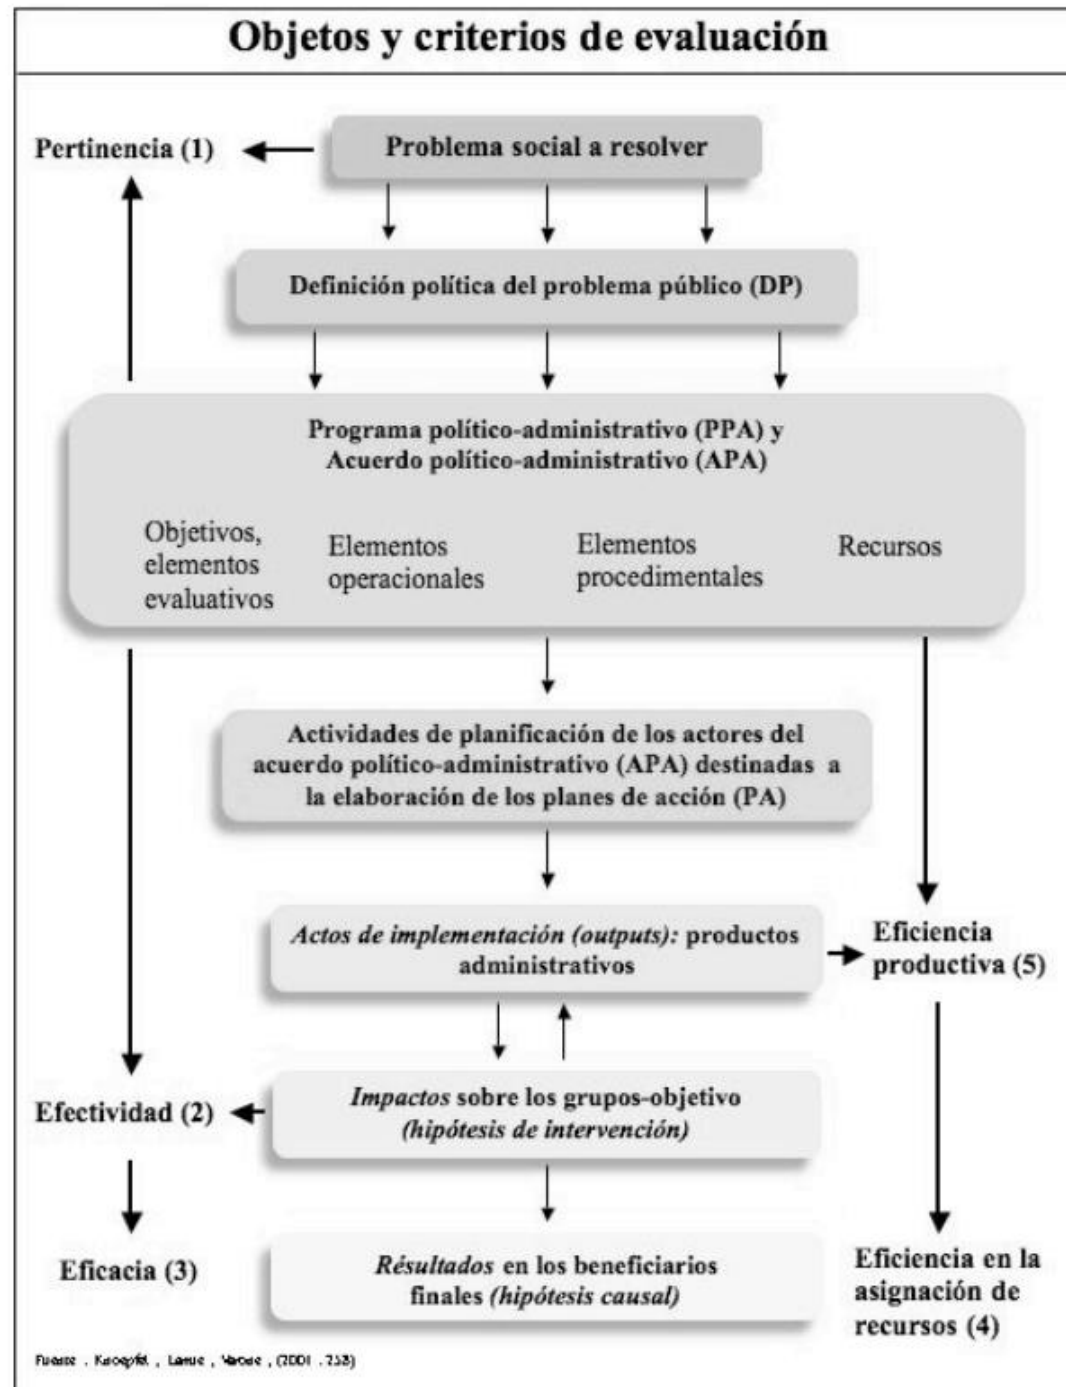 Objetos y criterios de evaluación
Pertinencia (1)
Problema social a resolver
Definición política del problema público (DP)
Programa político-administrativo (PPA) y
Acuerdo político-administrativo (APA)
Objetivos,
elementos
evaluativos
Elementos
operacionales
Elementos
procedimentales
Recursos
Actividades de planificación de los actores del
acuerdo político-administrativo (APA) destinadas a
la elaboración de los planes de acción (PA)
Actos de implementación (outputs): productos
administrativos
Eficiencia
productiva (5)
Efectividad (2)
Impactos sobre los grupos-objetivo
(hipótesis de intervención)
Eficacia (3)
Résultados en los beneficiarios
finales (hipótesis causal)
Eficiencia en la
asignación de
recursos (4)
(2001